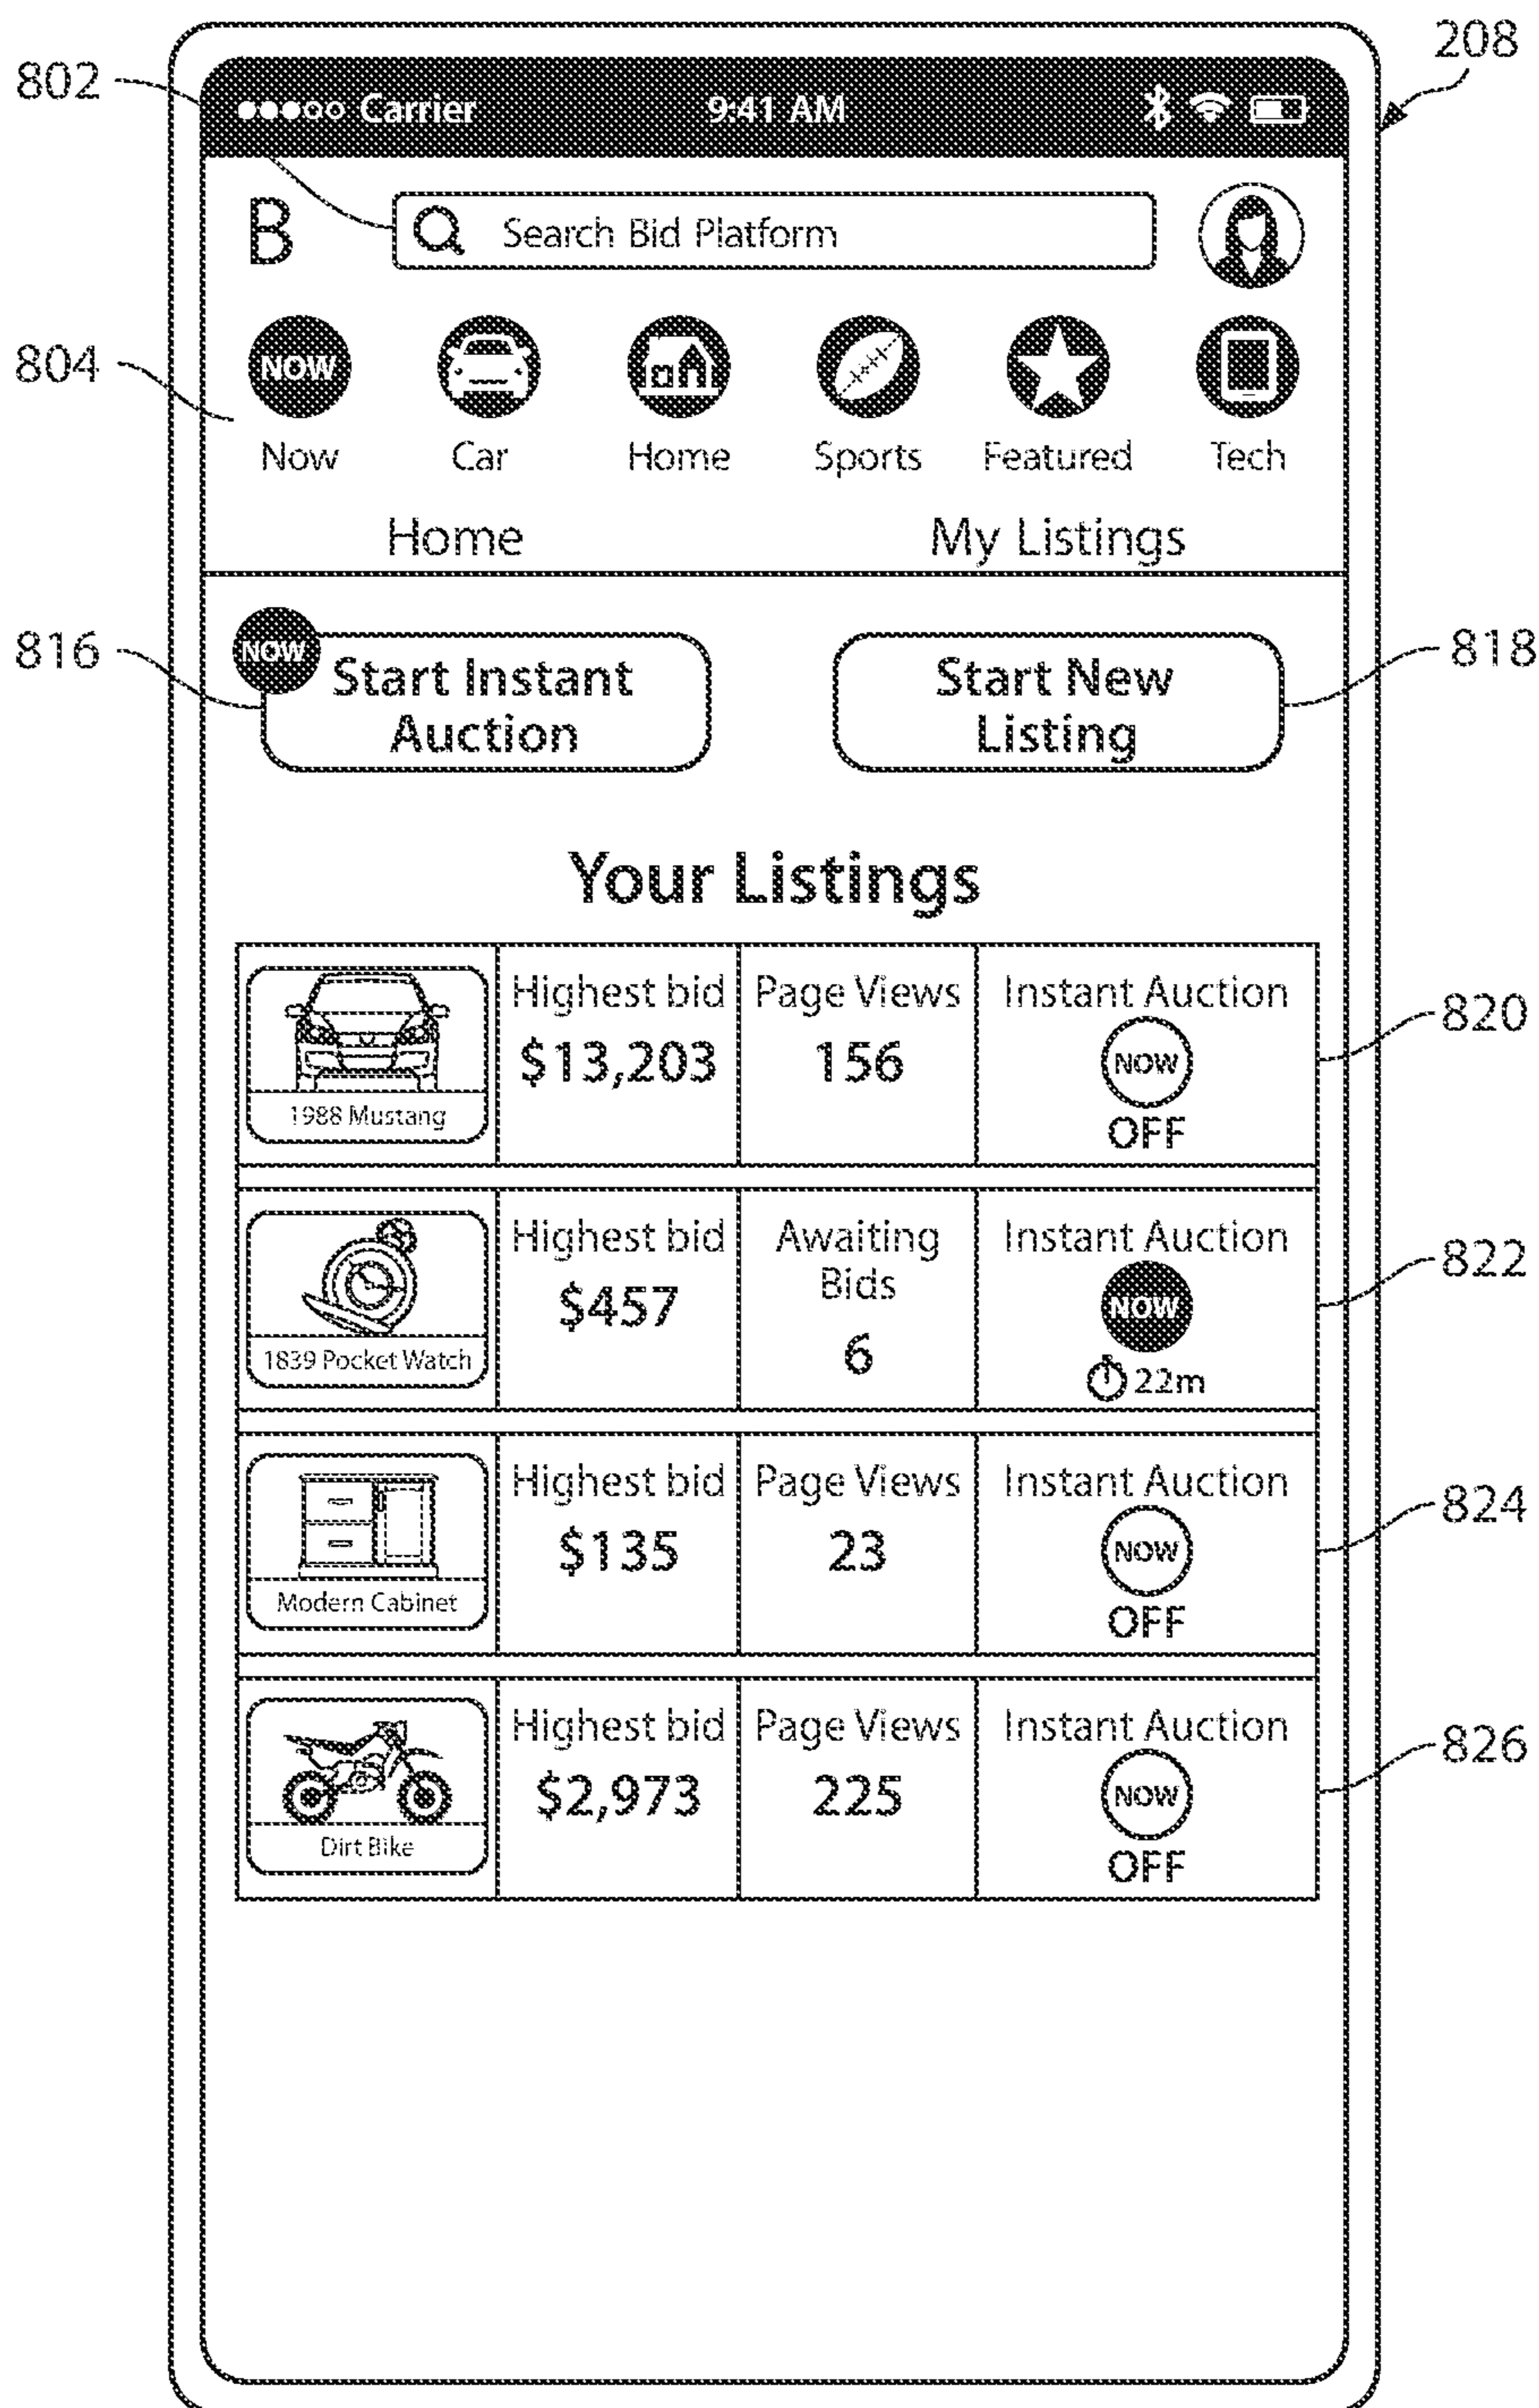 208
802
Carrier 9:41 AM
B Search Bid Platform
804
NOW
Now Car Home Sports Featured Tech
Home My Listings
816
NOW
818
Start Instant
Auction
Start New
Listing
Your Listings
Highest bid Page Views Instant Auction
820
$13,203 156 NOW
1988 Mustang
OFF
Highest bid Awaiting
Bids Instant Auction
822
$457 6 NOW
1839 Pocket Watch
22m
Highest bid Page Views Instant Auction
824
$135 23 NOW
Modern Cabinet
OFF
Highest bid Page Views Instant Auction
826
$2,973 225 NOW
Dirt Bike
OFF